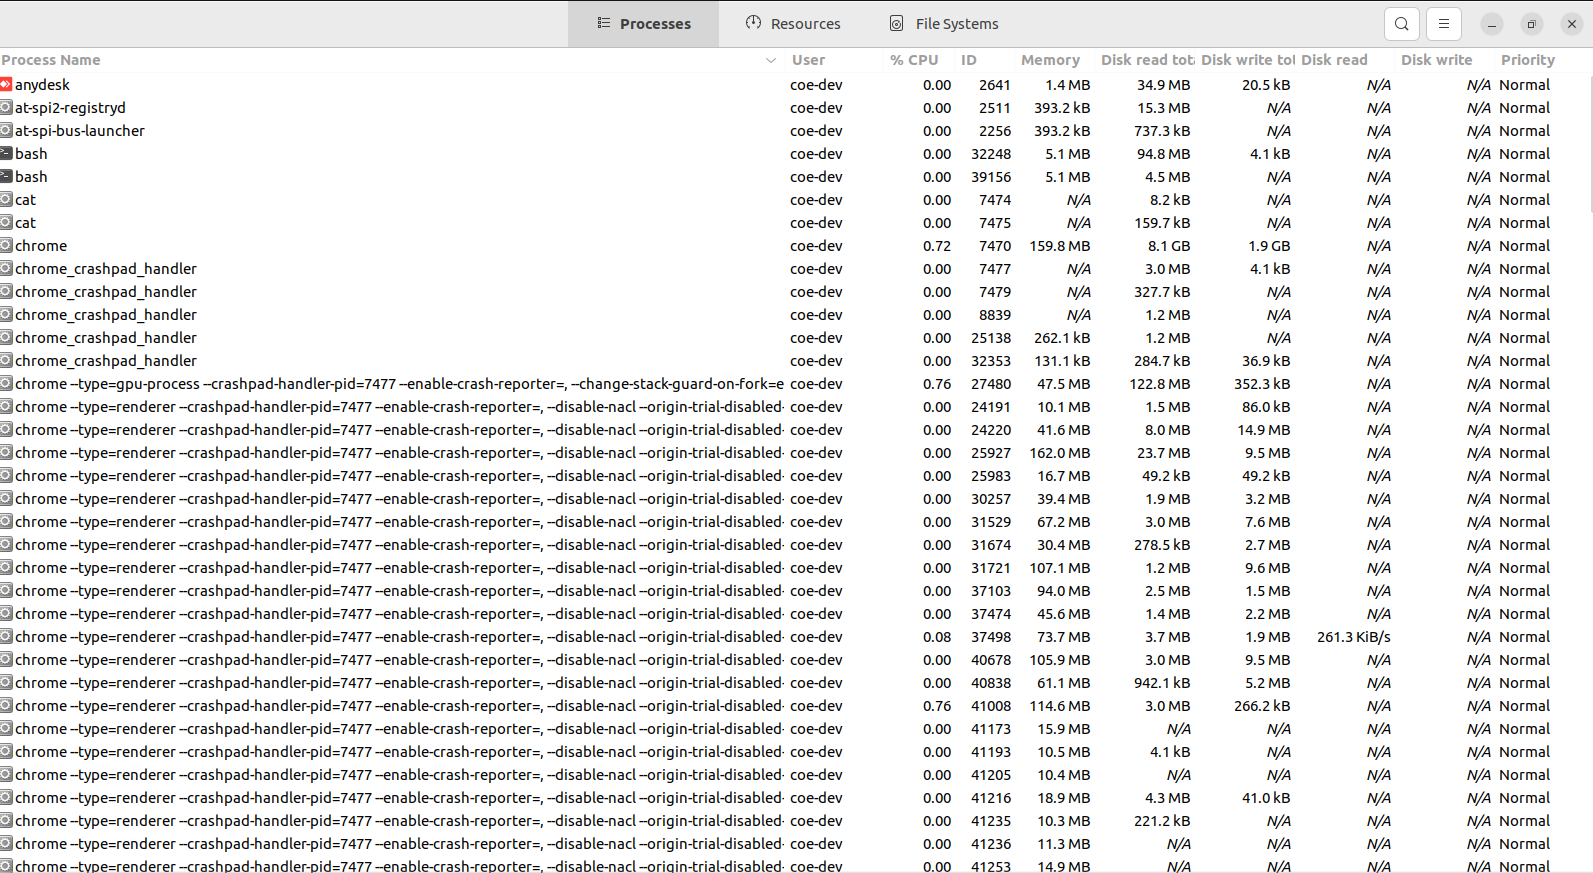 Processes Resources File Systems
Process Name User % CPU ID Memory Disk read tota Disk write tot Disk read Disk write Priority
anydesk coe-dev 0.00 2641 1.4 MB 34.9 MB 20.5 kB N/A N/A Normal
at-spi2-registryd coe-dev 0.00 2511 393.2 kB 15.3 MB N/A N/A N/A Normal
at-spi-bus-launcher coe-dev 0.00 2256 393.2 kB 737.3 kB N/A N/A N/A Normal
bash coe-dev 0.00 32248 5.1 MB 94.8 MB 4.1 kB N/A N/A Normal
bash coe-dev 0.00 39156 5.1 MB 4.5 MB N/A N/A N/A Normal
cat coe-dev 0.00 7474 N/A 8.2 kB N/A N/A N/A Normal
cat coe-dev 0.00 7475 N/A 159.7 kB N/A N/A N/A Normal
chrome coe-dev 0.72 7470 159.8 MB 8.1 GB 1.9 GB N/A N/A Normal
chrome_crashpad_handler coe-dev 0.00 7477 N/A 3.0 MB 4.1 kB N/A N/A Normal
chrome_crashpad_handler coe-dev 0.00 7479 N/A 327.7 kB N/A N/A N/A Normal
chrome_crashpad_handler coe-dev 0.00 8839 N/A 1.2 MB N/A N/A N/A Normal
chrome_crashpad_handler coe-dev 0.00 25138 262.1 kB 1.2 MB N/A N/A N/A Normal
chrome_crashpad_handler coe-dev 0.00 32353 131.1 kB 284.7 kB 36.9 kB N/A N/A Normal
chrome --type=gpu-process --crashpad-handler-pid=7477 --enable-crash-reporter=, --change-stack-guard-on-fork=e coe-dev 0.76 27480 47.5 MB 122.8 MB 352.3 kB N/A N/A Normal
chrome --type=renderer --crashpad-handler-pid=7477 --enable-crash-reporter=, --disable-nacl --origin-trial-disabled- coe-dev 0.00 24191 10.1 MB 1.5 MB 86.0 kB N/A N/A Normal
chrome --type=renderer --crashpad-handler-pid=7477 --enable-crash-reporter=, --disable-nacl --origin-trial-disabled- coe-dev 0.00 24220 41.6 MB 8.0 MB 14.9 MB N/A N/A Normal
chrome --type=renderer --crashpad-handler-pid=7477 --enable-crash-reporter=, --disable-nacl --origin-trial-disabled- coe-dev 0.00 25927 162.0 MB 23.7 MB 9.5 MB N/A N/A Normal
chrome --type=renderer --crashpad-handler-pid=7477 --enable-crash-reporter=, --disable-nacl --origin-trial-disabled- coe-dev 0.00 25983 16.7 MB 49.2 kB 49.2 kB N/A N/A Normal
chrome --type=renderer --crashpad-handler-pid=7477 --enable-crash-reporter=, --disable-nacl --origin-trial-disabled- coe-dev 0.00 30257 39.4 MB 1.9 MB 3.2 MB N/A N/A Normal
chrome --type=renderer --crashpad-handler-pid=7477 --enable-crash-reporter=, --disable-nacl --origin-trial-disabled- coe-dev 0.00 31529 67.2 MB 3.0 MB 7.6 MB N/A N/A Normal
chrome --type=renderer --crashpad-handler-pid=7477 --enable-crash-reporter=, --disable-nacl --origin-trial-disabled- coe-dev 0.00 31674 30.4 MB 278.5 kB 2.7 MB N/A N/A Normal
chrome --type=renderer --crashpad-handler-pid=7477 --enable-crash-reporter=, --disable-nacl --origin-trial-disabled- coe-dev 0.00 31721 107.1 MB 1.2 MB 9.6 MB N/A N/A Normal
chrome --type=renderer --crashpad-handler-pid=7477 --enable-crash-reporter=, --disable-nacl --origin-trial-disabled- coe-dev 0.00 37103 94.0 MB 2.5 MB 1.5 MB N/A N/A Normal
chrome --type=renderer --crashpad-handler-pid=7477 --enable-crash-reporter=, --disable-nacl --origin-trial-disabled- coe-dev 0.00 37474 45.6 MB 1.4 MB 2.2 MB N/A N/A Normal
chrome --type=renderer --crashpad-handler-pid=7477 --enable-crash-reporter=, --disable-nacl --origin-trial-disabled- coe-dev 0.08 37498 73.7 MB 3.7 MB 1.9 MB 261.3 KiB/s N/A Normal
chrome --type=renderer --crashpad-handler-pid=7477 --enable-crash-reporter=, --disable-nacl --origin-trial-disabled- coe-dev 0.00 40678 105.9 MB 3.0 MB 9.5 MB N/A N/A Normal
chrome --type=renderer --crashpad-handler-pid=7477 --enable-crash-reporter=, --disable-nacl --origin-trial-disabled- coe-dev 0.00 40838 61.1 MB 942.1 kB 5.2 MB N/A N/A Normal
chrome --type=renderer --crashpad-handler-pid=7477 --enable-crash-reporter=, --disable-nacl --origin-trial-disabled- coe-dev 0.76 41008 114.6 MB 3.0 MB 266.2 kB N/A N/A Normal
chrome --type=renderer --crashpad-handler-pid=7477 --enable-crash-reporter=, --disable-nacl --origin-trial-disabled- coe-dev 0.00 41173 15.9 MB N/A N/A N/A N/A Normal
chrome --type=renderer --crashpad-handler-pid=7477 --enable-crash-reporter=, --disable-nacl --origin-trial-disabled- coe-dev 0.00 41193 10.5 MB 4.1 kB N/A N/A N/A Normal
chrome --type=renderer --crashpad-handler-pid=7477 --enable-crash-reporter=, --disable-nacl --origin-trial-disabled- coe-dev 0.00 41205 10.4 MB N/A N/A N/A N/A Normal
chrome --type=renderer --crashpad-handler-pid=7477 --enable-crash-reporter=, --disable-nacl --origin-trial-disabled- coe-dev 0.00 41216 18.9 MB 4.3 MB 41.0 kB N/A N/A Normal
chrome --type=renderer --crashpad-handler-pid=7477 --enable-crash-reporter=, --disable-nacl --origin-trial-disabled- coe-dev 0.00 41235 10.3 MB 221.2 kB N/A N/A N/A Normal
chrome --type=renderer --crashpad-handler-pid=7477 --enable-crash-reporter=, --disable-nacl --origin-trial-disabled- coe-dev 0.00 41236 11.3 MB N/A N/A N/A N/A Normal
chrome --type=renderer --crashpad-handler-pid=7477 --enable-crash-reporter=, --disable-nacl --origin-trial-disabled- coe-dev 0.00 41253 14.9 MB N/A N/A N/A N/A Normal